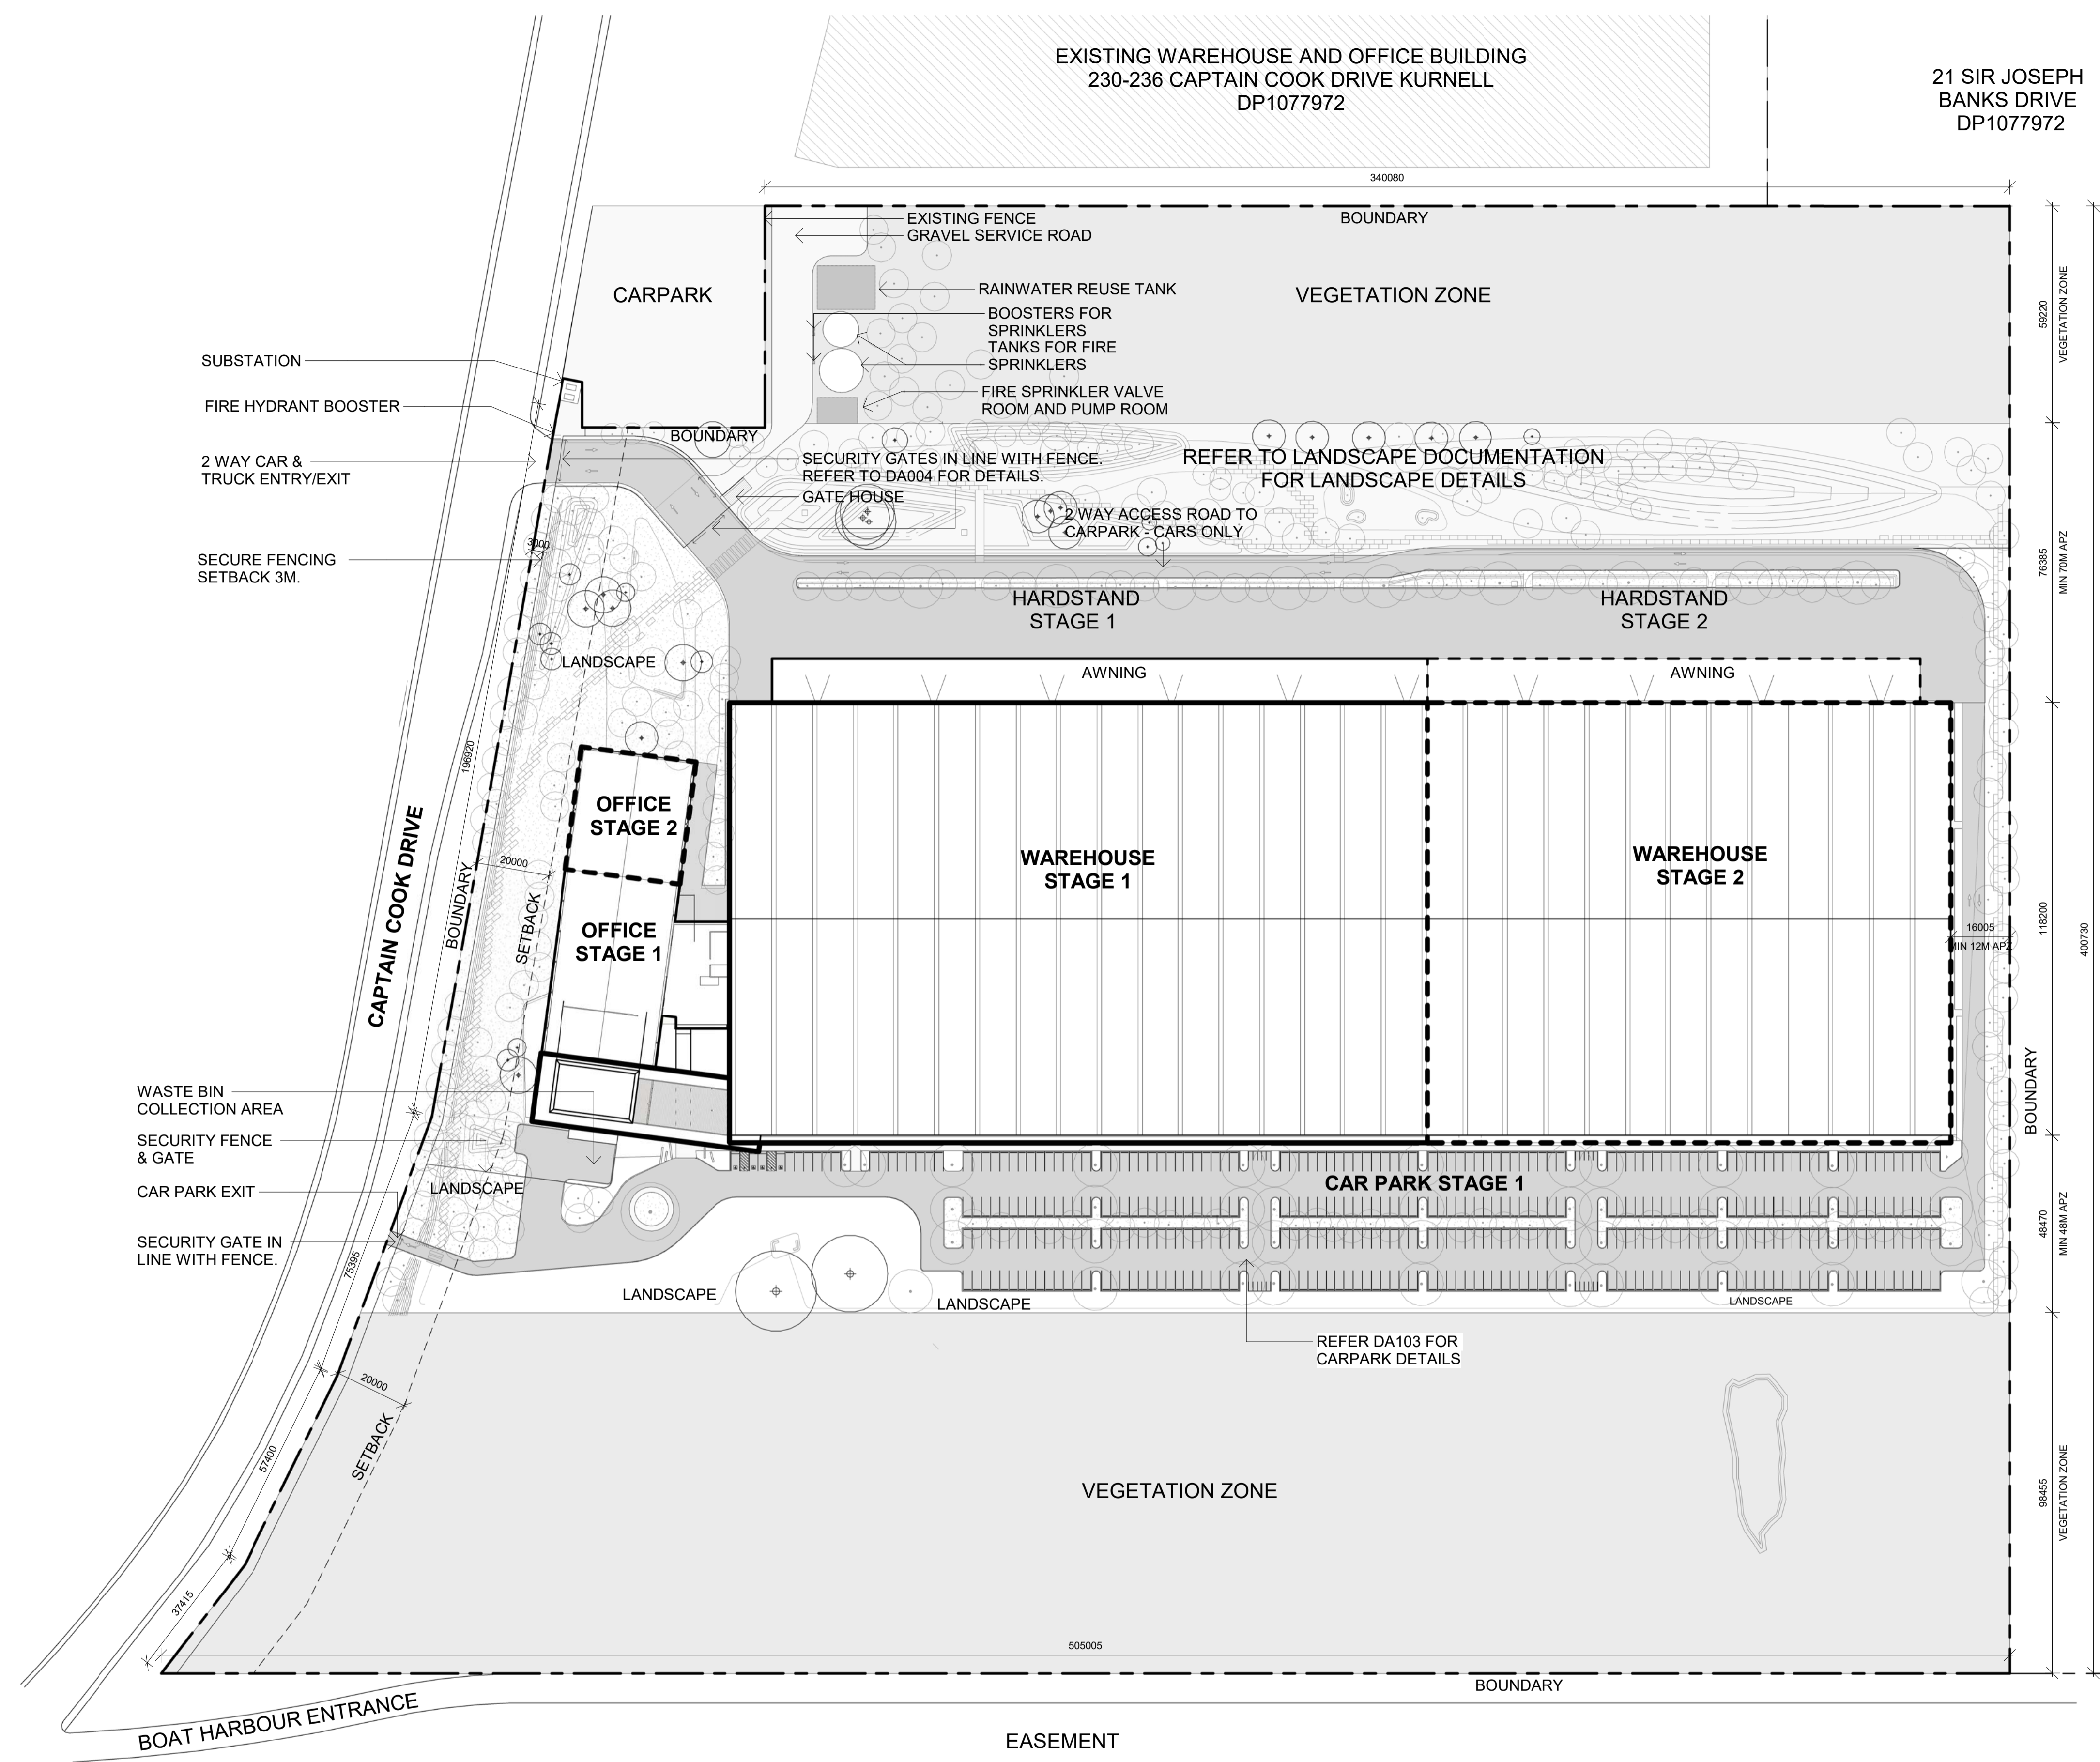 EXISTING WAREHOUSE AND OFFICE BUILDING
230-236 CAPTAIN COOK DRIVE KURNELL
DP1077972
21 SIR JOSEPH
BANKS DRIVE
DP1077972
340080
EXISTING FENCE
GRAVEL SERVICE ROAD
BOUNDARY
CARPARK
RAINWATER REUSE TANK
VEGETATION ZONE
BOOSTERS FOR
SPRINKLERS
TANKS FOR FIRE
SPRINKLERS
FIRE SPRINKLER VALVE
ROOM AND PUMP ROOM
59220
VEGETATION ZONE
SUBSTATION
FIRE HYDRANT BOOSTER
2 WAY CAR &
TRUCK ENTRY/EXIT
BOUNDARY
SECURITY GATES IN LINE WITH FENCE.
REFER TO DA004 FOR DETAILS.
GATE HOUSE
REFER TO LANDSCAPE DOCUMENTATION
FOR LANDSCAPE DETAILS
2 WAY ACCESS ROAD TO
CARPARK - CARS ONLY
3000
SECURE FENCING
SETBACK 3M.
76385
MIN 70M APZ
HARDSTAND
STAGE 1
HARDSTAND
STAGE 2
LANDSCAPE
AWNING
AWNING
196920
OFFICE
STAGE 2
20000
WAREHOUSE
STAGE 1
WAREHOUSE
STAGE 2
CAPTAIN COOK DRIVE
BOUNDARY
SETBACK
OFFICE
STAGE 1
16005
MIN 12M APZ
118200
400730
BOUNDARY
WASTE BIN
COLLECTION AREA
SECURITY FENCE
& GATE
CAR PARK EXIT
SECURITY GATE IN
LINE WITH FENCE.
LANDSCAPE
CAR PARK STAGE 1
48470
MIN 48M APZ
75395
LANDSCAPE
LANDSCAPE
LANDSCAPE
REFER DA103 FOR
CARPARK DETAILS
20000
SETBACK
57400
VEGETATION ZONE
98455
VEGETATION ZONE
37415
505005
BOUNDARY
BOAT HARBOUR ENTRANCE
EASEMENT